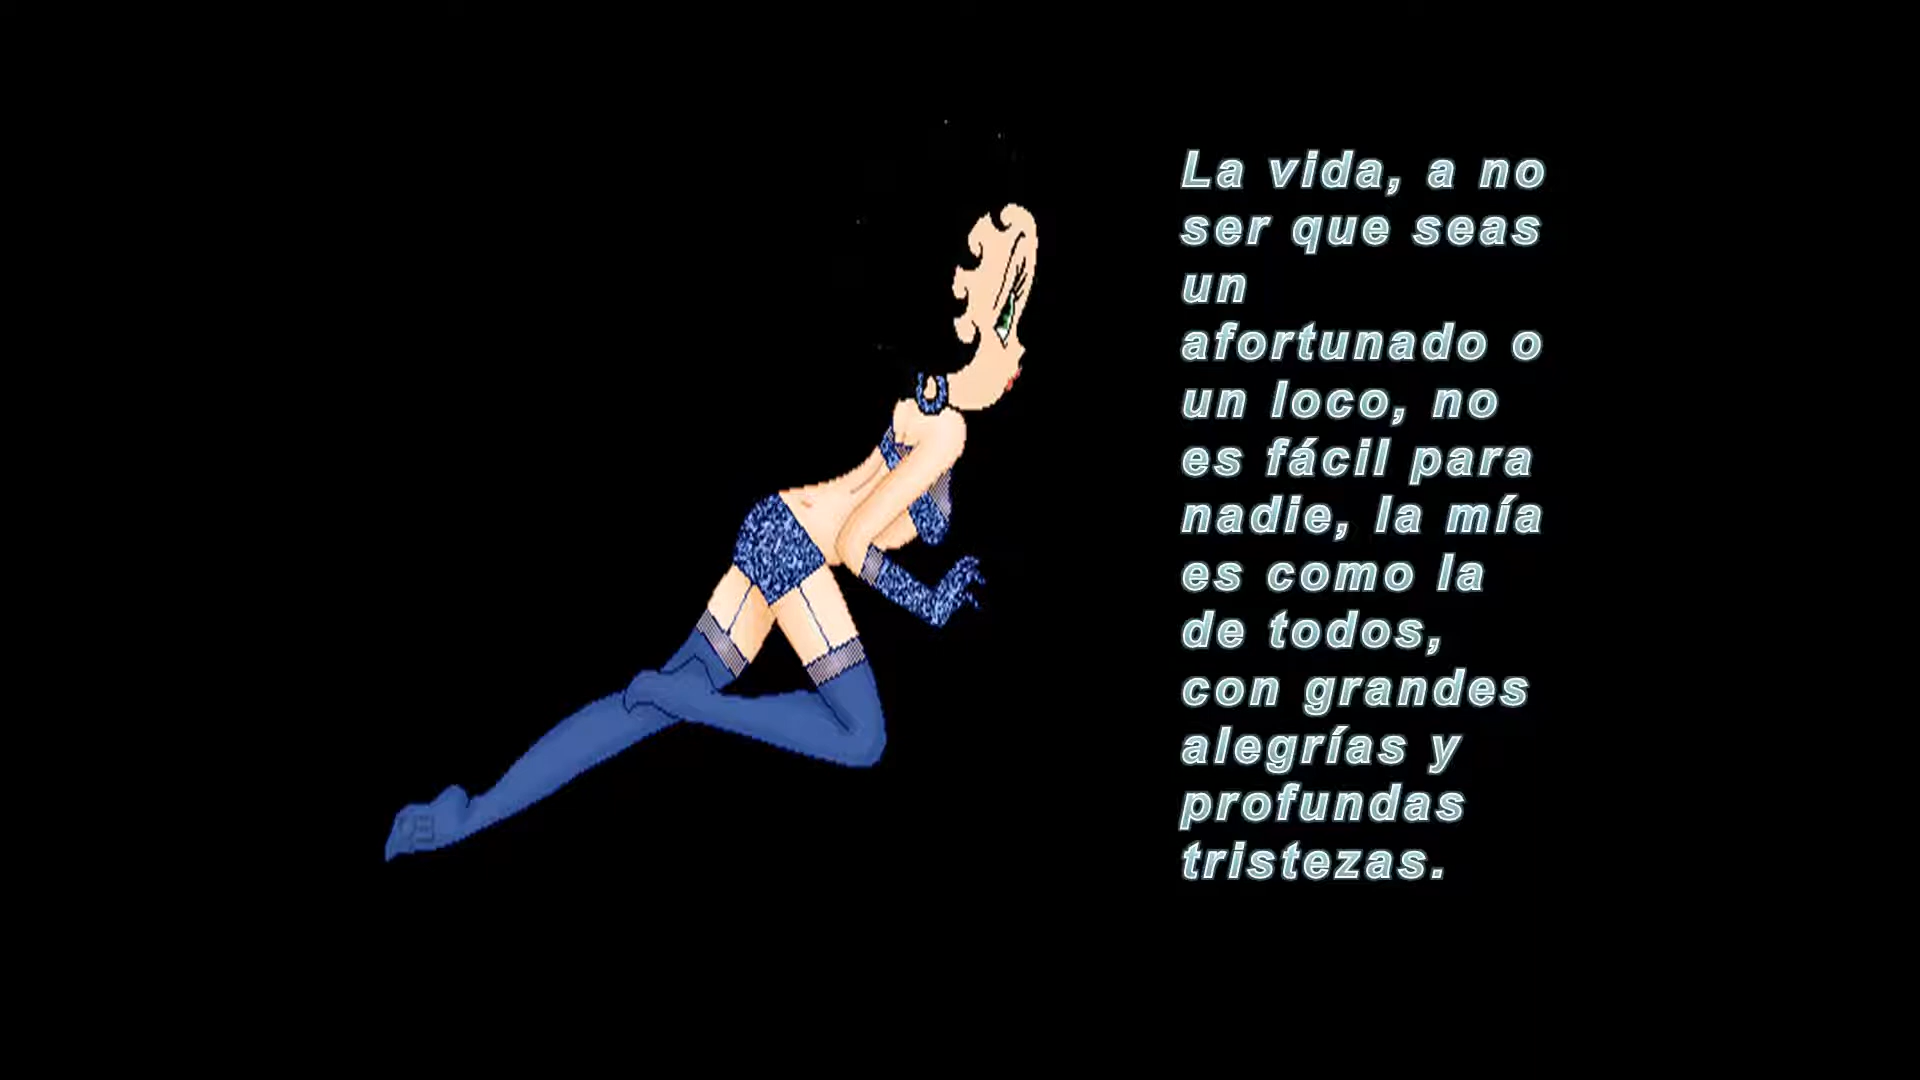 La vida, a no
ser que seas
un
afortunado o
un loco, no
es fácil para
nadie, la mía
es como la
de todos,
con grandes
alegrías y
profundas
tristezas.